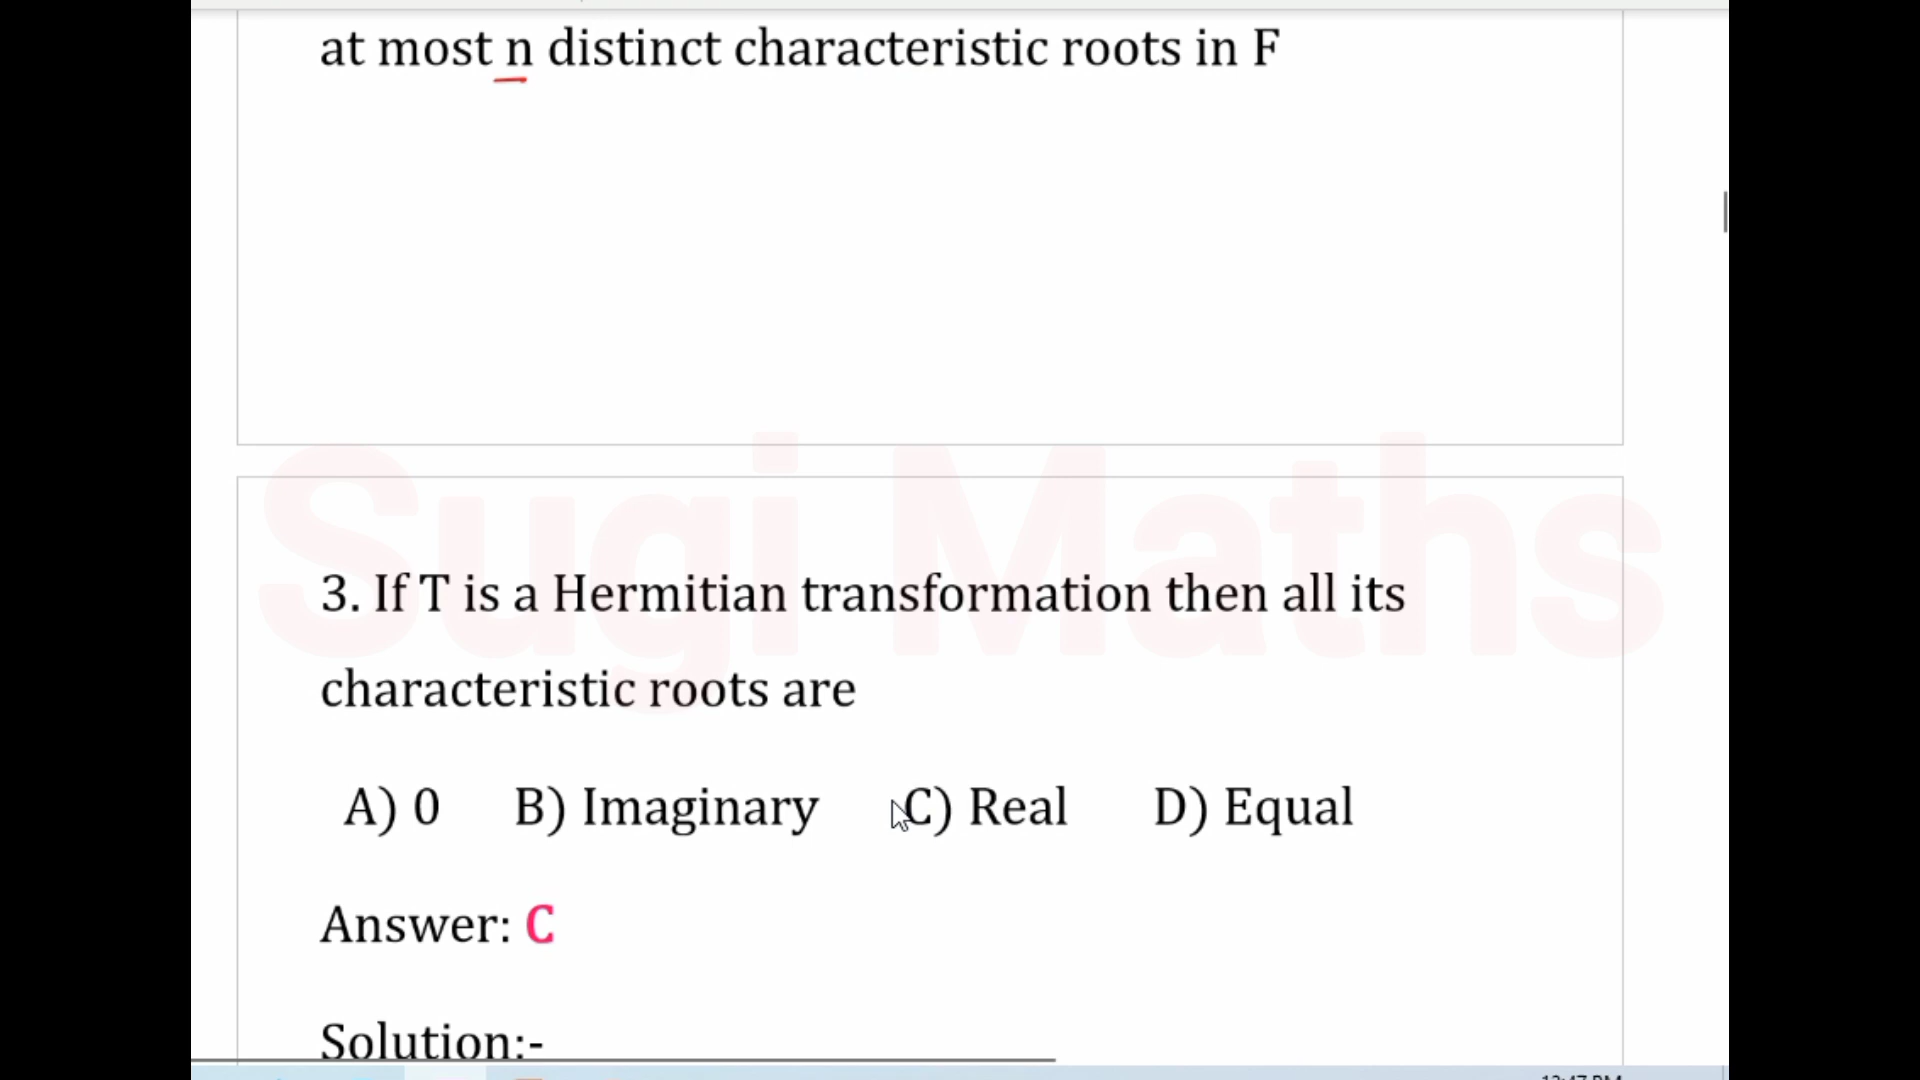 at most n distinct characteristic roots in F
Sugi Maths
3. If T is a Hermitian transformation then all its
characteristic roots are
A) 0 B) Imaginary C) Real D) Equal
Answer: C
Solution:-